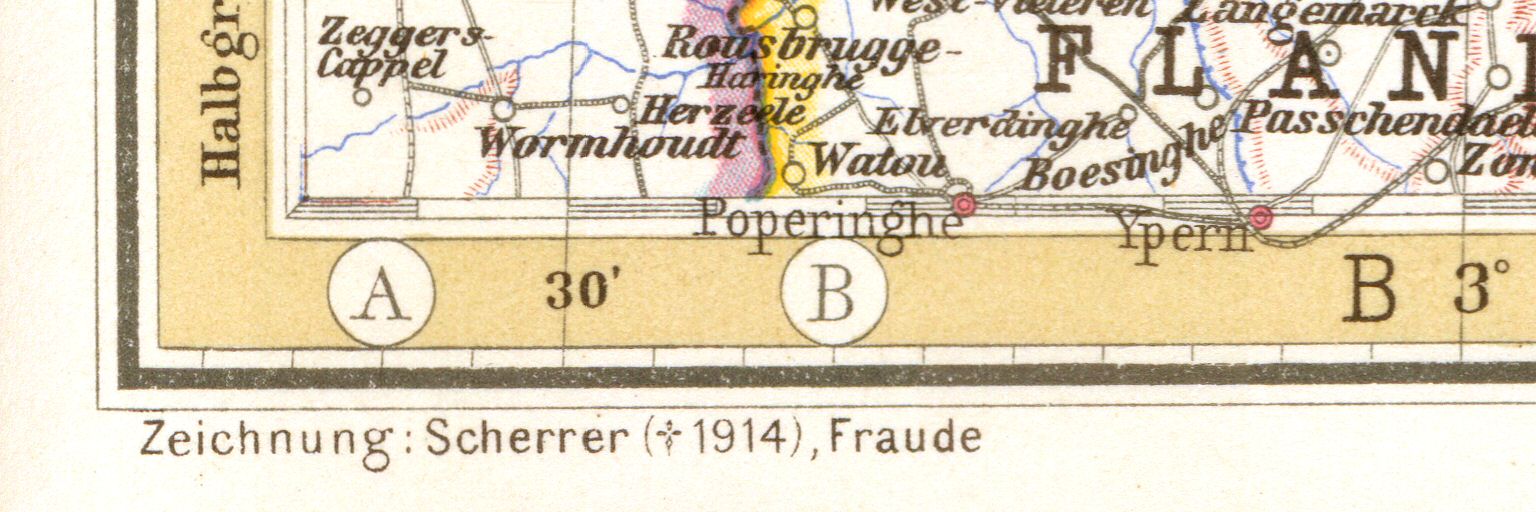 West-Vleteren
Langemarck
Zeggers-
Cappel
Rousbrugge-
Haringhe
FLAN
Herzeele
Elverdinghe
Passchendael
Wormhoudt
Watou
Boesinghe
Zon
Poperinghe
Ypern
Halbgr
A
30'
B
B
3°
Zeichnung: Scherrer († 1914), Fraude